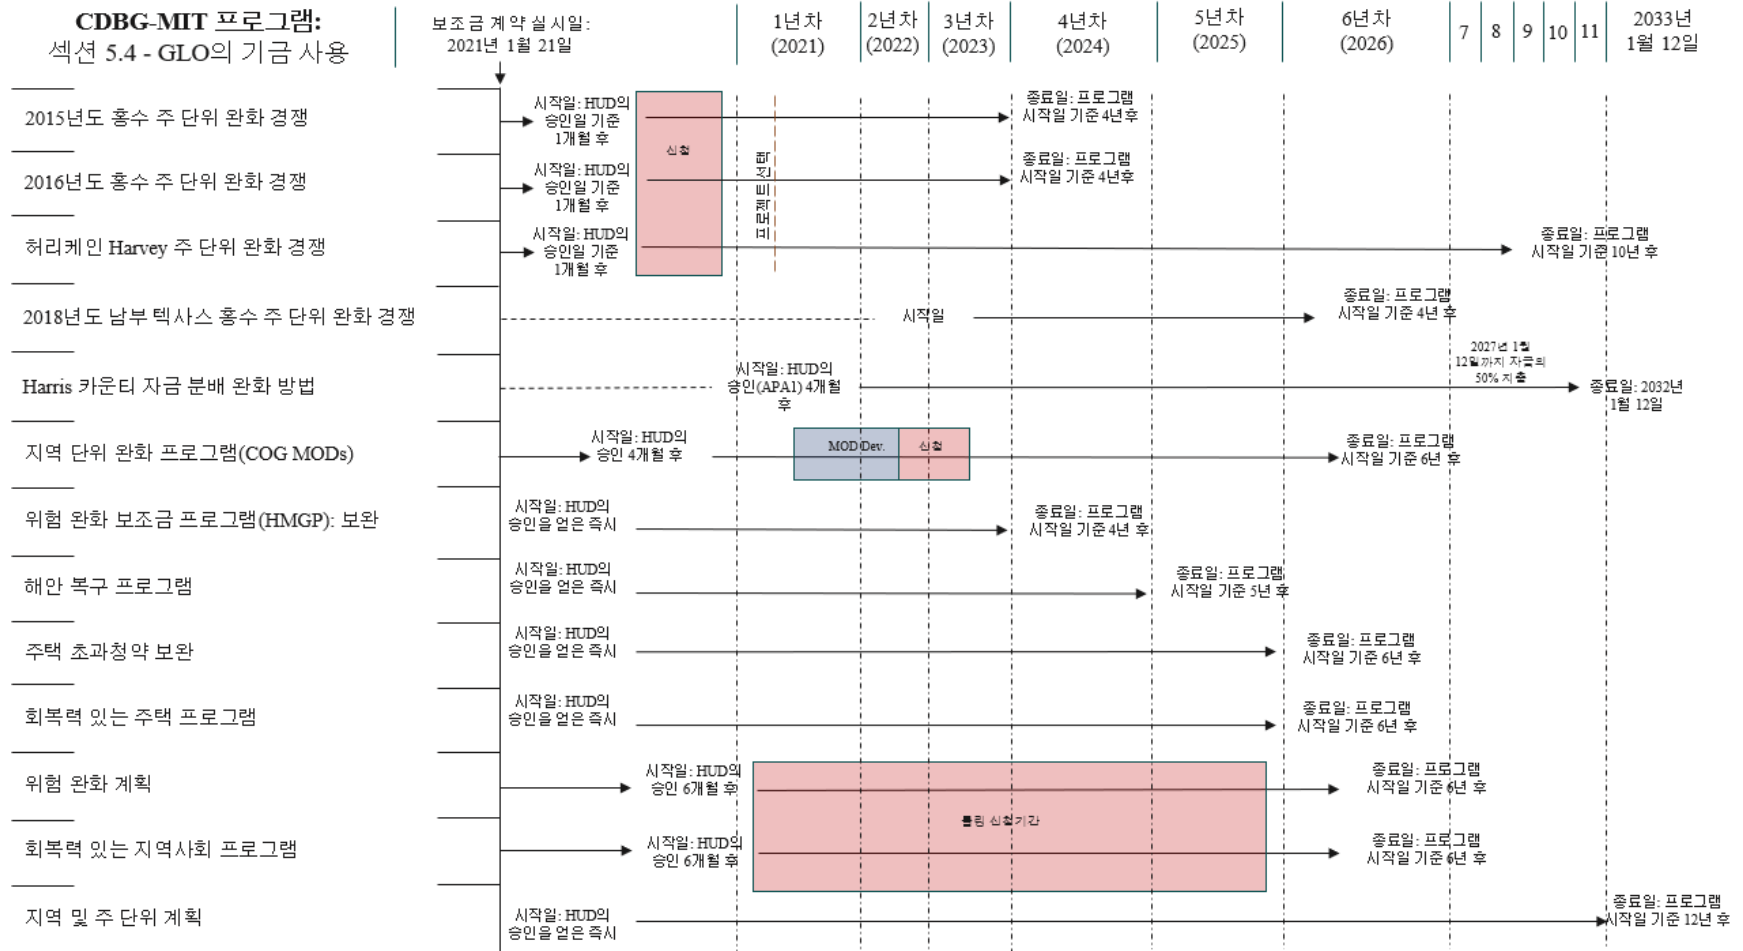 CDBG-MIT 프로그램:
섹션 5.4 - GLO의 기금 사용
보조금 계약 실시일:
2021년 1월 21일
1년차
(2021)
2년차
(2022)
3년차
(2023)
4년차
(2024)
5년차
(2025)
6년차
(2026)
7
8
9
10
11
2033년
1월 12일
2015년도 홍수 주 단위 완화 경쟁
시작일: HUD의
승인일 기준
1개월 후
신청
프로젝트 선택
종료일: 프로그램
시작일 기준 4년후
2016년도 홍수 주 단위 완화 경쟁
시작일: HUD의
승인일 기준
1개월 후
종료일: 프로그램
시작일 기준 4년후
허리케인 Harvey 주 단위 완화 경쟁
시작일: HUD의
승인일 기준
1개월 후
종료일: 프로그램
시작일 기준 10년 후
2018년도 남부 텍사스 홍수 주 단위 완화 경쟁
시작일
종료일: 프로그램
시작일 기준 4년 후
Harris 카운티 자금 분배 완화 방법
시작일: HUD의
승인(APA1) 4개월
후
2027년 1월
12일까지 자금의
50% 지출
종료일: 2032년
1월 12일
지역 단위 완화 프로그램(COG MODs)
시작일: HUD의
승인 4개월 후
MOD Dev.
신청
종료일: 프로그램
시작일 기준 6년 후
위험 완화 보조금 프로그램(HMGP): 보완
시작일: HUD의
승인을 얻은 즉시
종료일: 프로그램
시작일 기준 4년 후
해안 복구 프로그램
시작일: HUD의
승인을 얻은 즉시
종료일: 프로그램
시작일 기준 5년 후
주택 초과청약 보완
시작일: HUD의
승인을 얻은 즉시
종료일: 프로그램
시작일 기준 6년 후
회복력 있는 주택 프로그램
시작일: HUD의
승인을 얻은 즉시
종료일: 프로그램
시작일 기준 6년 후
위험 완화 계획
시작일: HUD의
승인 6개월 후
종료일: 프로그램
시작일 기준 6년 후
롤링 신청기간
회복력 있는 지역사회 프로그램
시작일: HUD의
승인 6개월 후
종료일: 프로그램
시작일 기준 6년 후
지역 및 주 단위 계획
시작일: HUD의
승인을 얻은 즉시
종료일: 프로그램
시작일 기준 12년 후